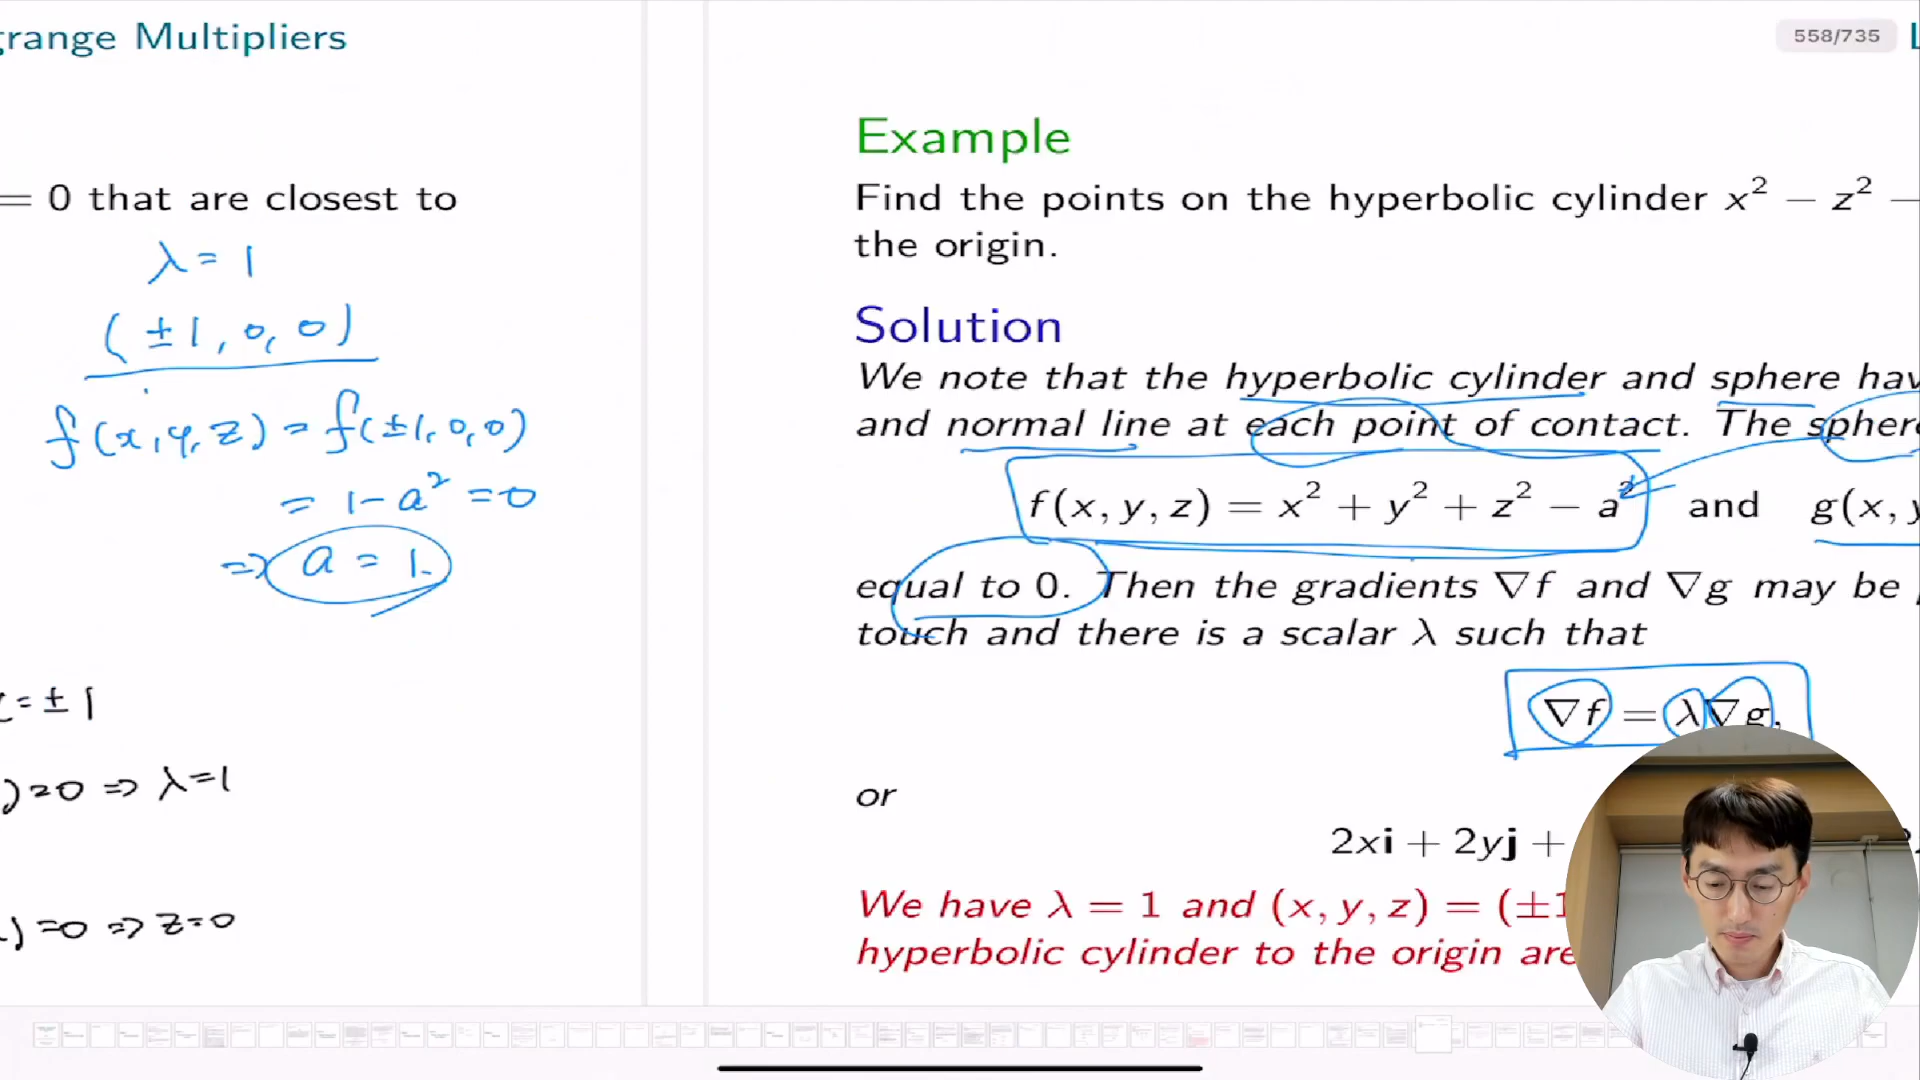 grange Multipliers
= 0 that are closest to
λ = 1
(±1, 0, 0)
f(x, y, z) = f(±1, 0, 0)
= 1 - a² = 0
⇒ a = 1.
= ±1
) = 0 ⇒ λ = 1
) = 0 ⇒ z = 0
558/735
Example
Find the points on the hyperbolic cylinder x² − z² −
the origin.
Solution
We note that the hyperbolic cylinder and sphere hav
and normal line at each point of contact. The spher
f(x, y, z) = x² + y² + z² − a² and g(x, y
equal to 0. Then the gradients ∇f and ∇g may be
touch and there is a scalar λ such that
∇f = λ∇g,
or
2xi + 2yj +
We have λ = 1 and (x, y, z) = (±1
hyperbolic cylinder to the origin are